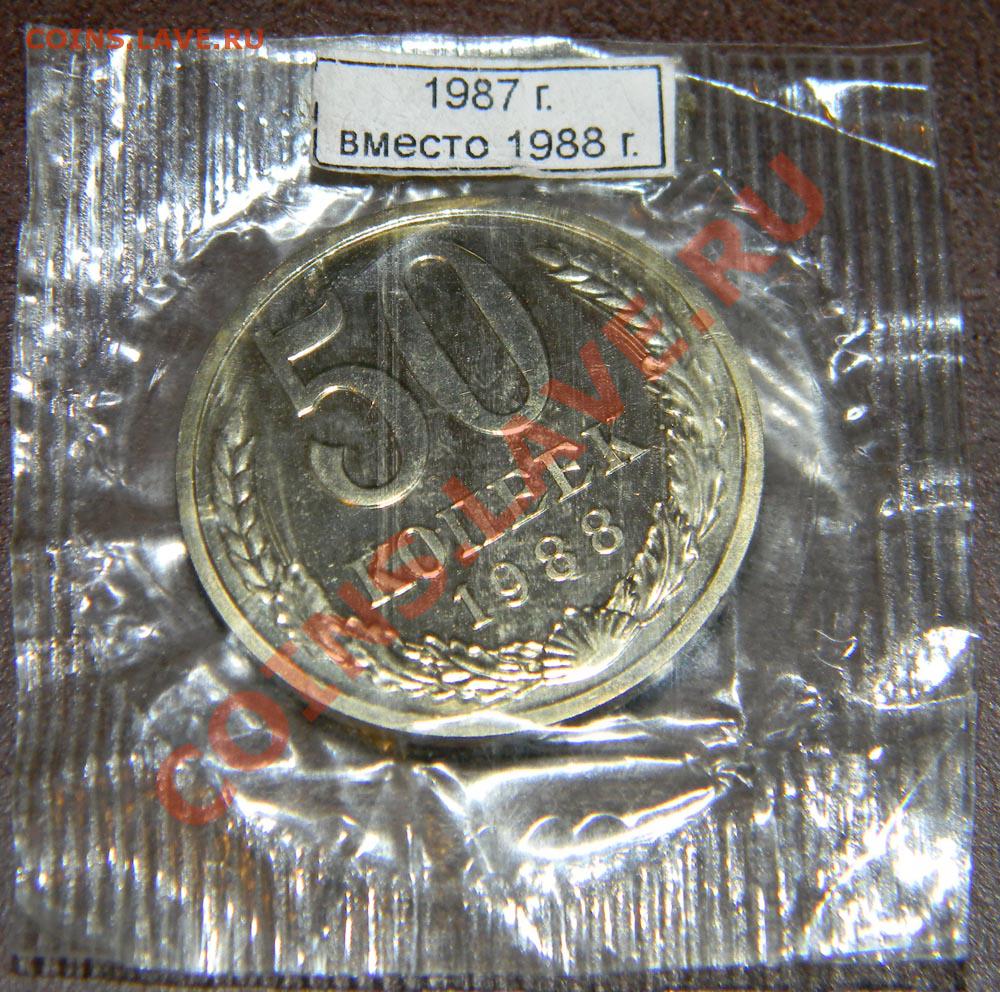 COINS.LAVE.RU
1987 г.
вместо 1988 г.
50
КОПЕЕК
1988
COINS.LAVE.RU